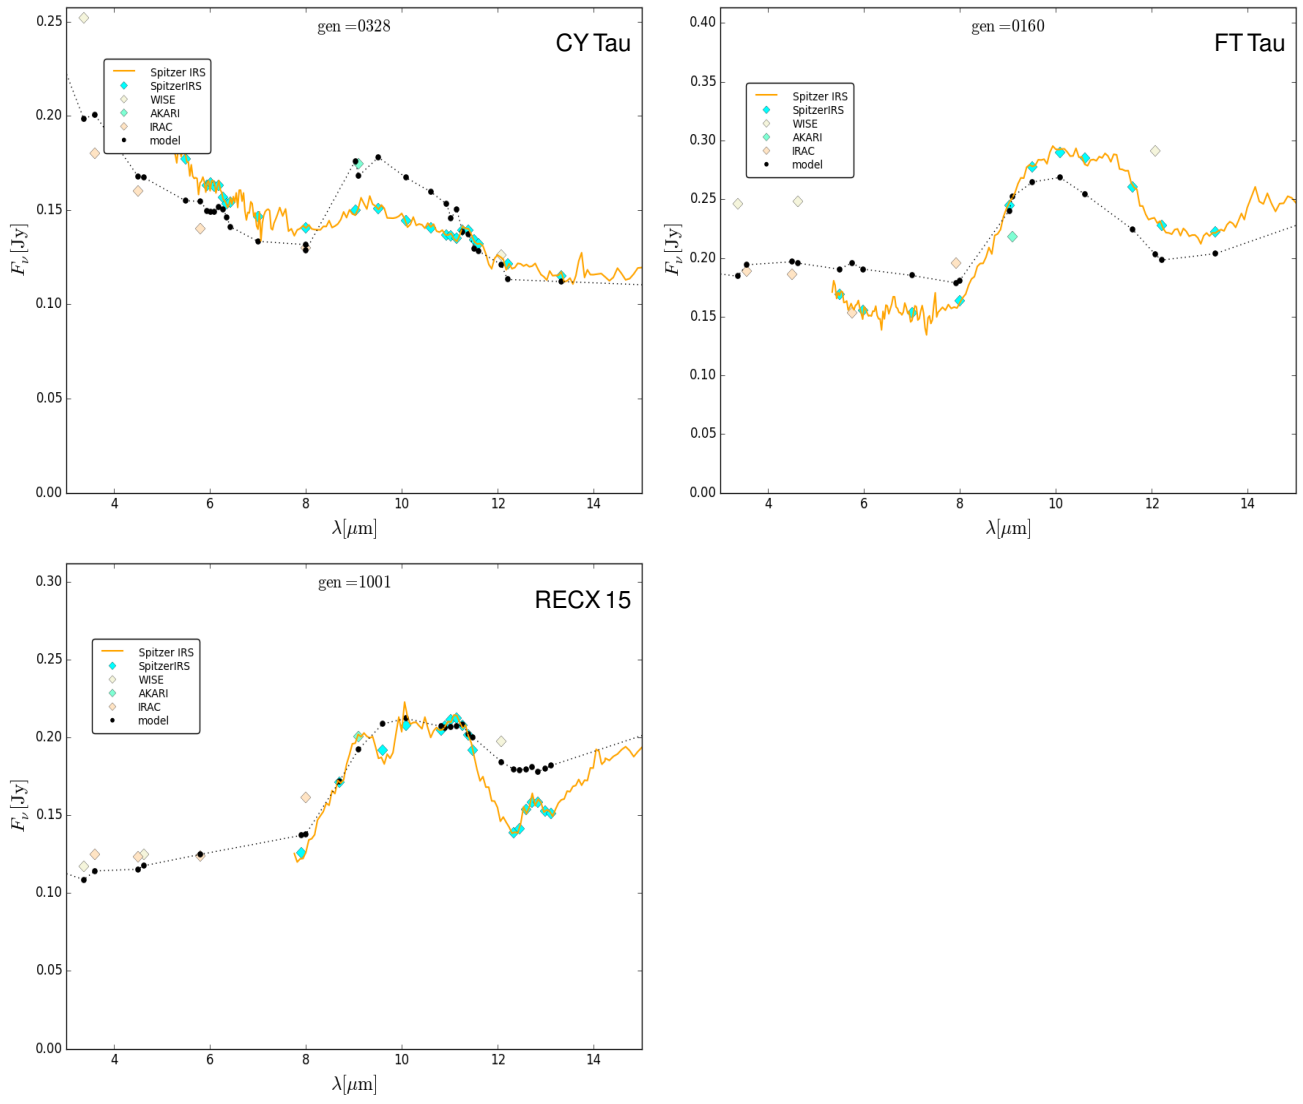 gen =0328
CY Tau
Spitzer IRS
SpitzerIRS
WISE
AKARI
IRAC
model
0.25
0.20
0.15
0.10
0.05
0.00
F_ν [Jy]
4 6 8 10 12 14
λ[μm]
gen =0160
FT Tau
Spitzer IRS
SpitzerIRS
WISE
AKARI
IRAC
model
0.40
0.35
0.30
0.25
0.20
0.15
0.10
0.05
0.00
F_ν [Jy]
4 6 8 10 12 14
λ[μm]
gen =1001
RECX 15
Spitzer IRS
SpitzerIRS
WISE
AKARI
IRAC
model
0.30
0.25
0.20
0.15
0.10
0.05
0.00
F_ν [Jy]
4 6 8 10 12 14
λ[μm]